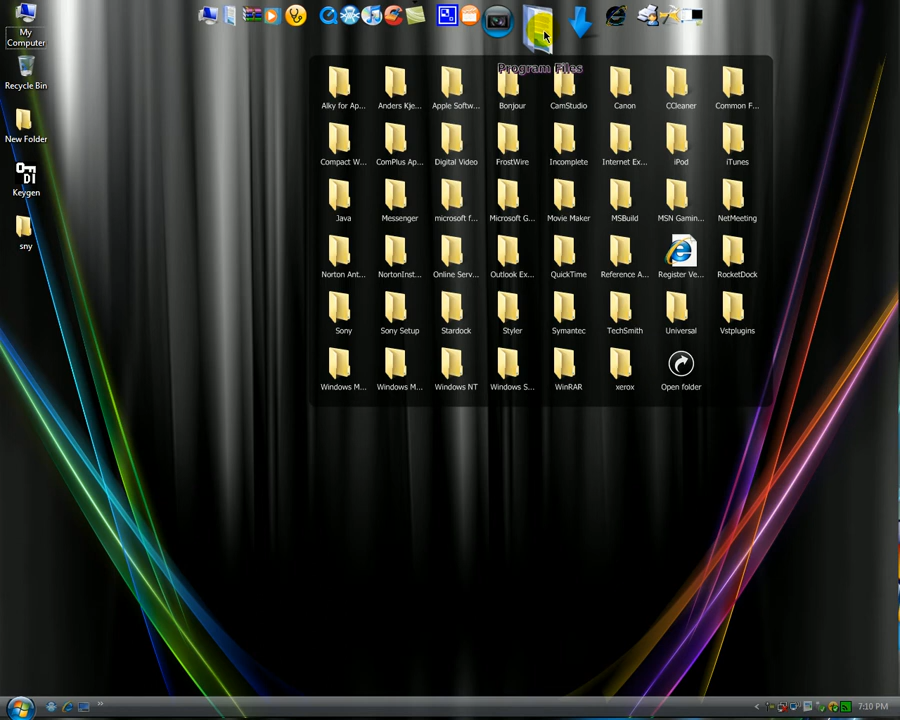 My
Computer
Recycle Bin
New Folder
DI
Keygen
sny
Program Files
Alky for Ap... Anders Kje... Apple Softw... Bonjour CamStudio Canon CCleaner Common F...
Compact W... ComPlus Ap... Digital Video FrostWire Incomplete Internet Ex... iPod iTunes
Java Messenger microsoft f... Microsoft G... Movie Maker MSBuild MSN Gamin... NetMeeting
Norton Ant... NortonInst... Online Serv... Outlook Ex... QuickTime Reference A... Register Ve... RocketDock
Sony Sony Setup Stardock Styler Symantec TechSmith Universal Vstplugins
Windows M... Windows M... Windows NT Windows S... WinRAR xerox Open folder
7:10 PM